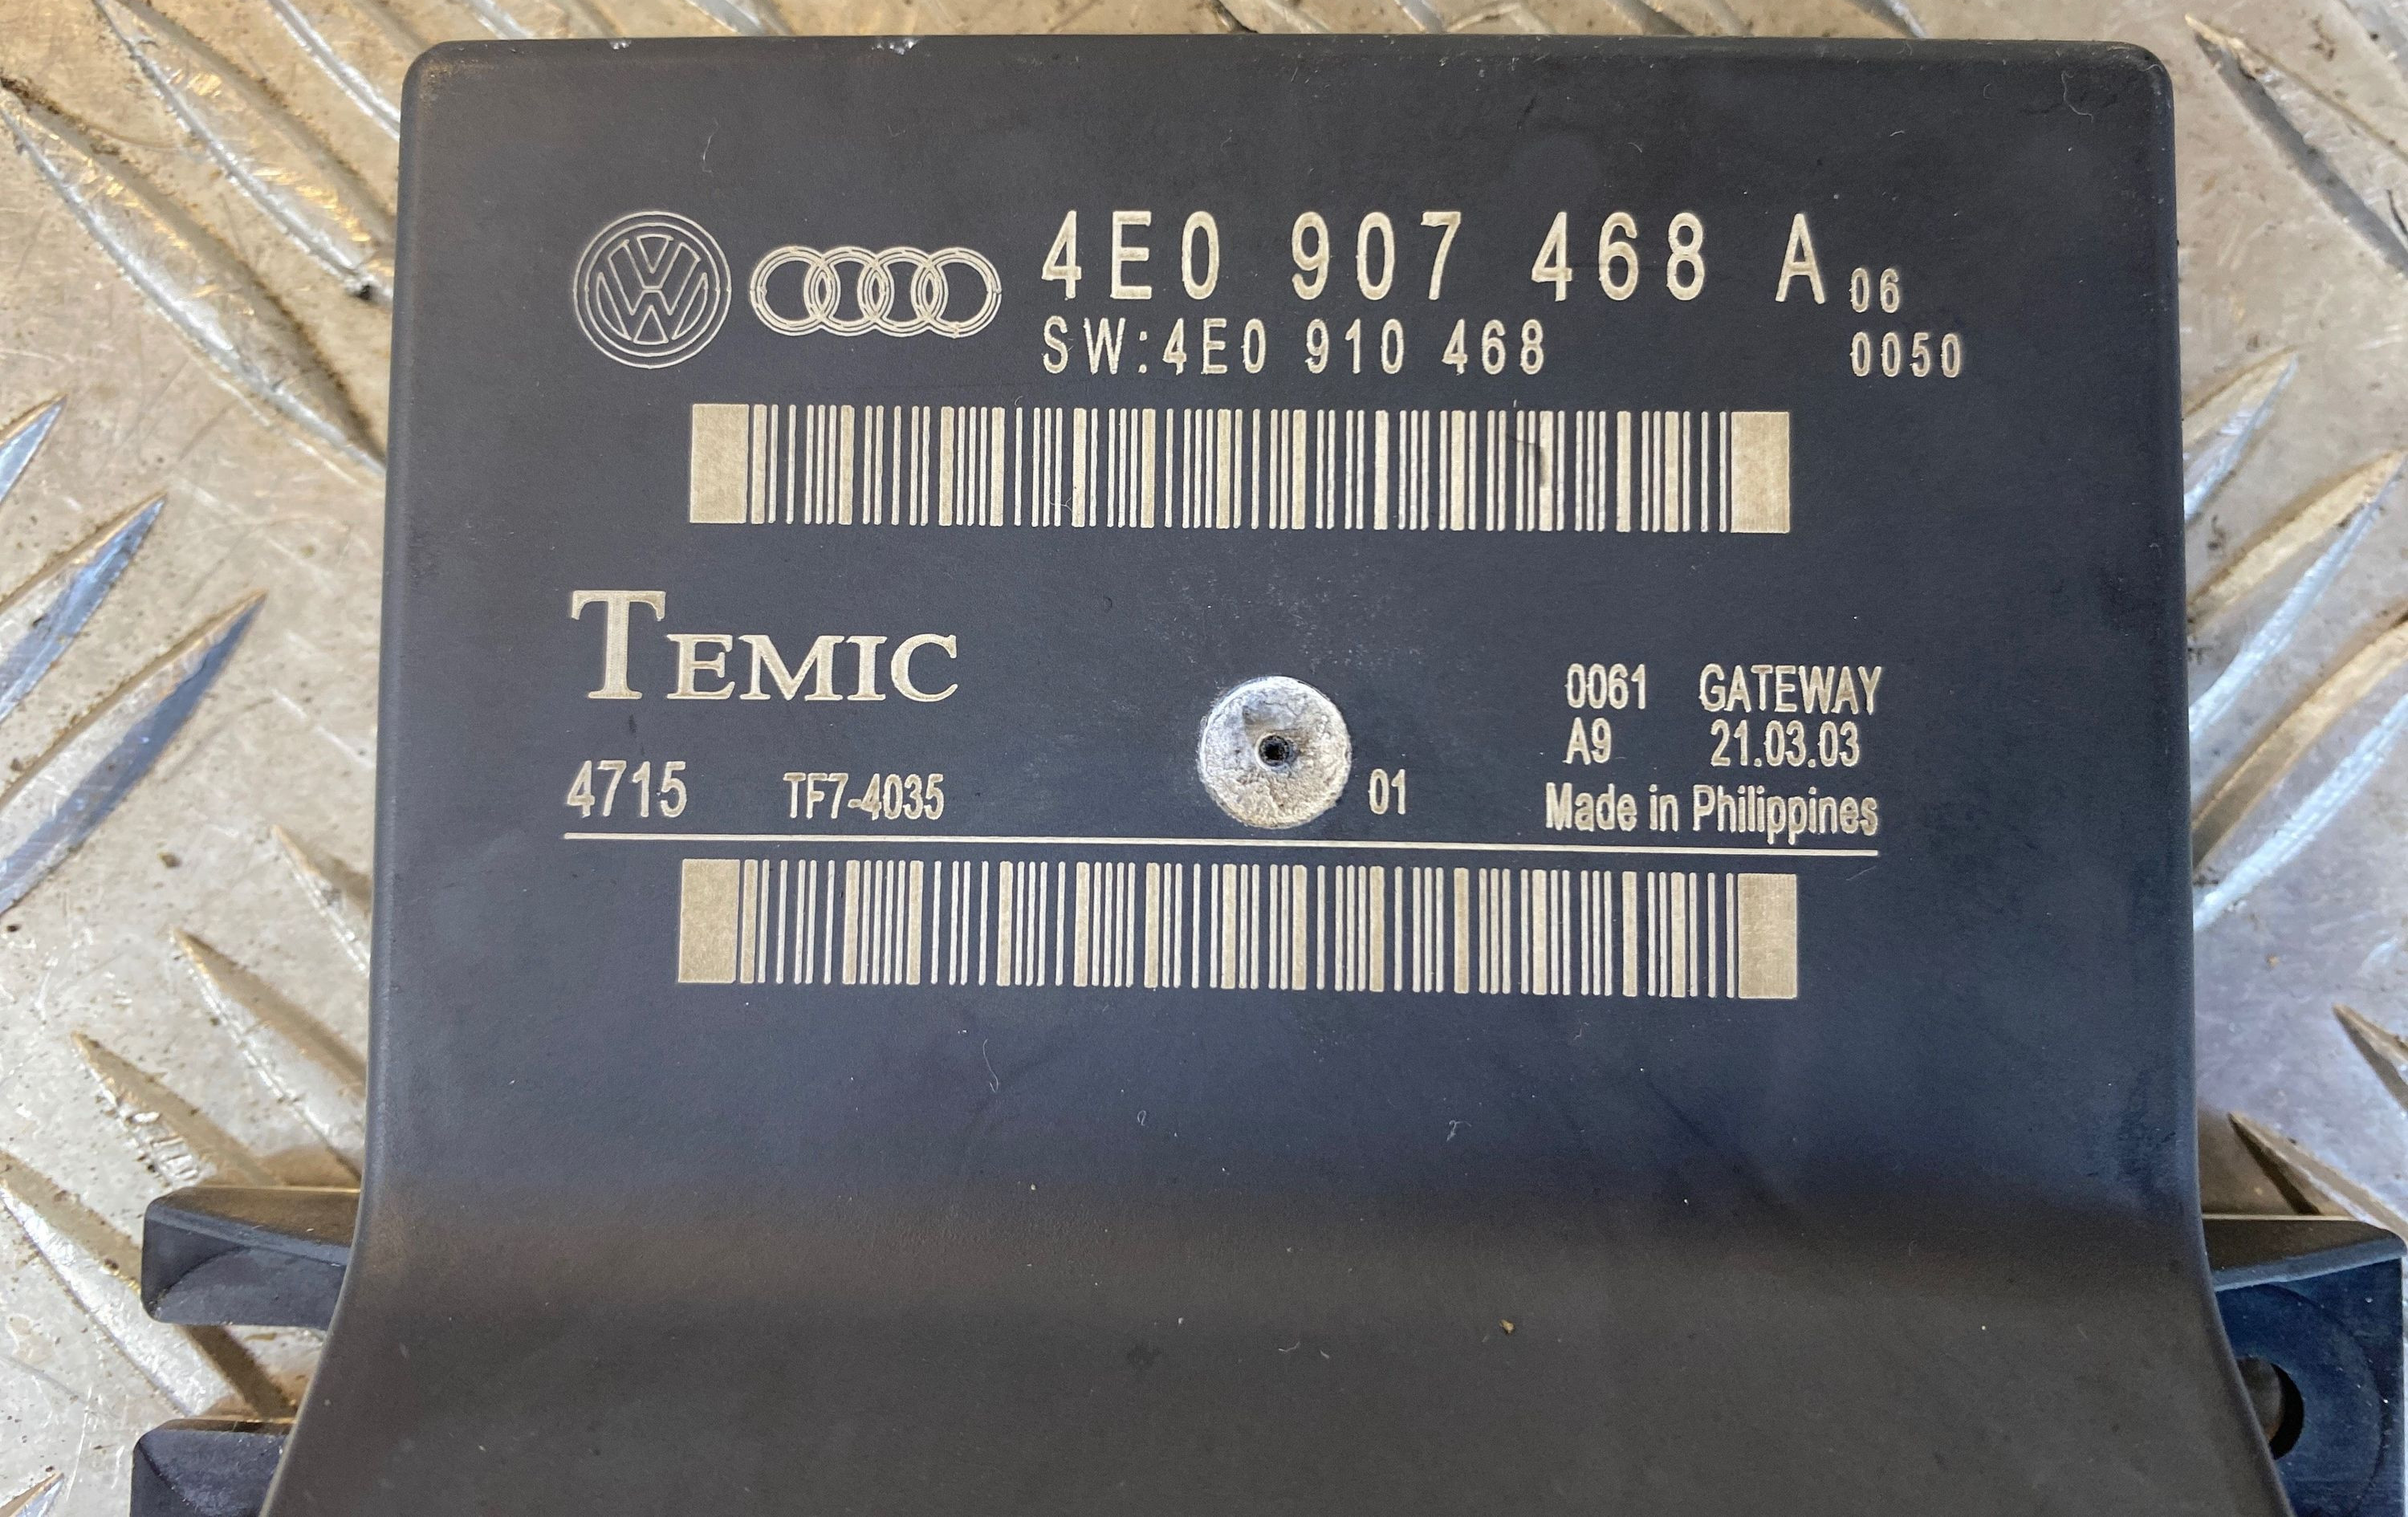 4E0 907 468 A 06
SW:4E0 910 468 0050
TEMIC
0061 GATEWAY
A9 21.03.03
4715 TF7-4035 01 Made in Philippines